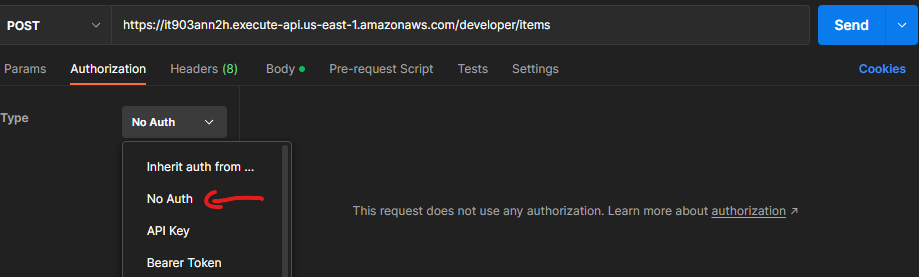 POST https://it903ann2h.execute-api.us-east-1.amazonaws.com/developer/items Send
Params Authorization Headers (8) Body Pre-request Script Tests Settings Cookies
Type No Auth
Inherit auth from ...
No Auth
This request does not use any authorization. Learn more about authorization ↗
API Key
Bearer Token